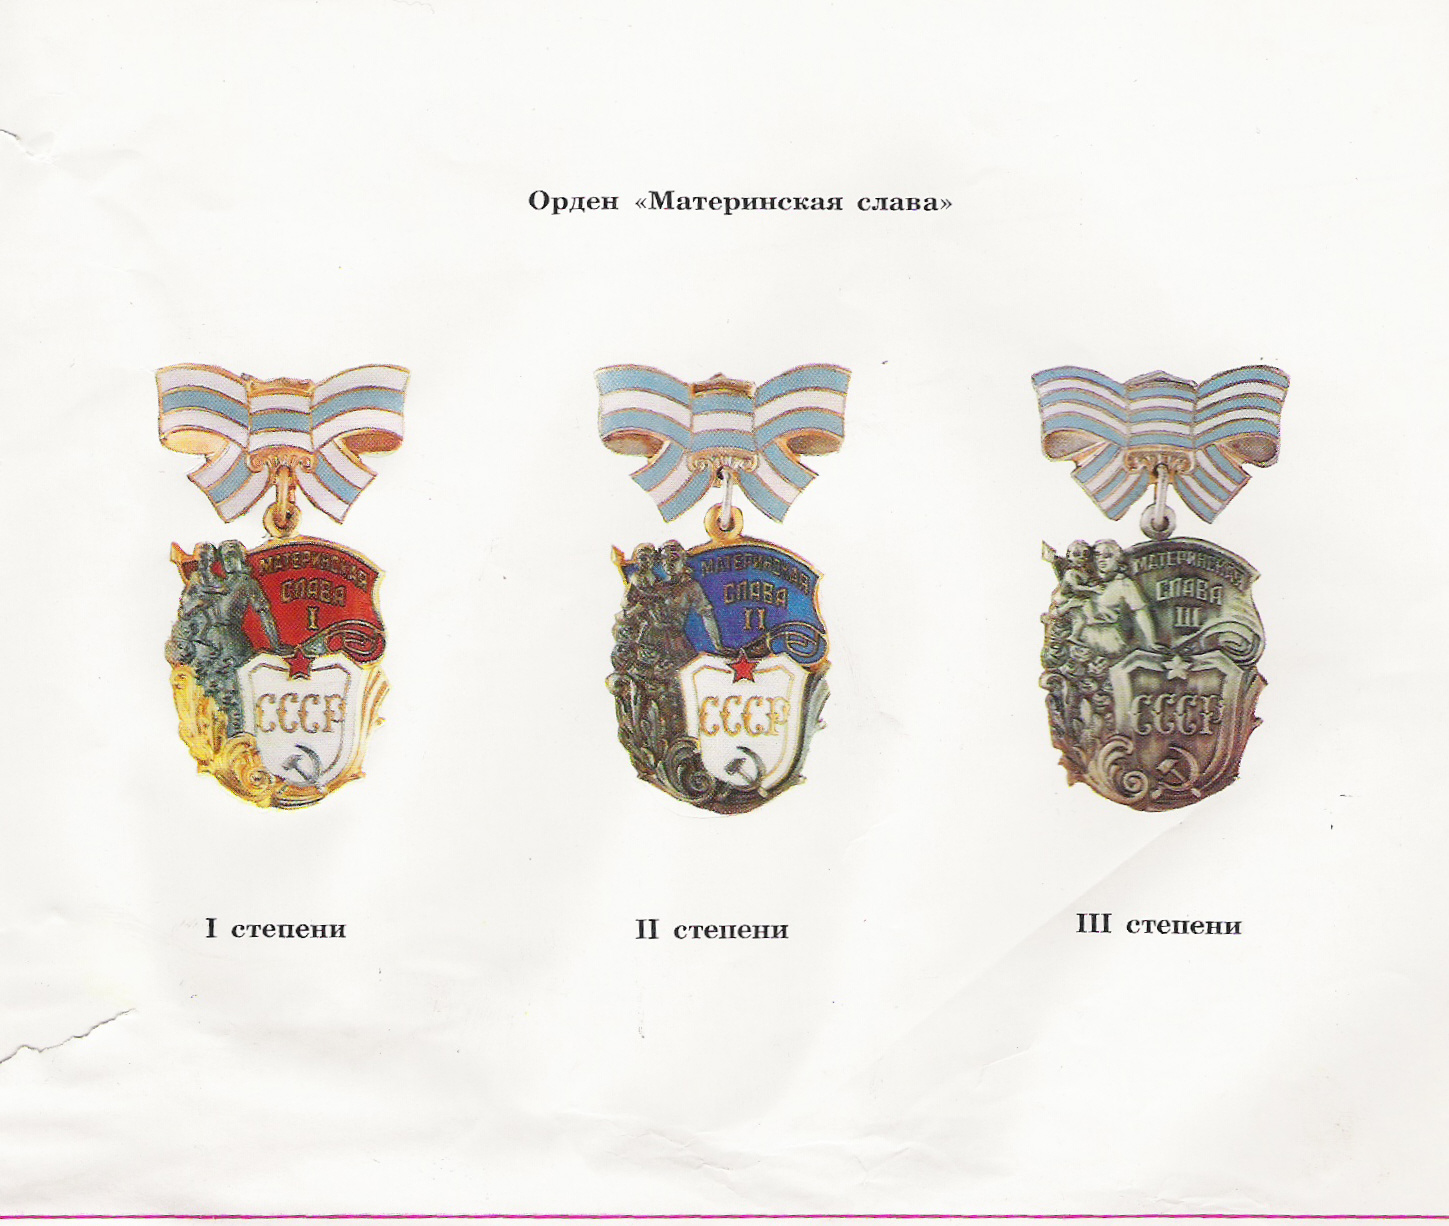 Орден «Материнская слава»
МАТЕРИНСКАЯ
СЛАВА
I
СССР
МАТЕРИНСКАЯ
СЛАВА
II
СССР
МАТЕРИНСКАЯ
СЛАВА
III
СССР
I степени
II степени
III степени